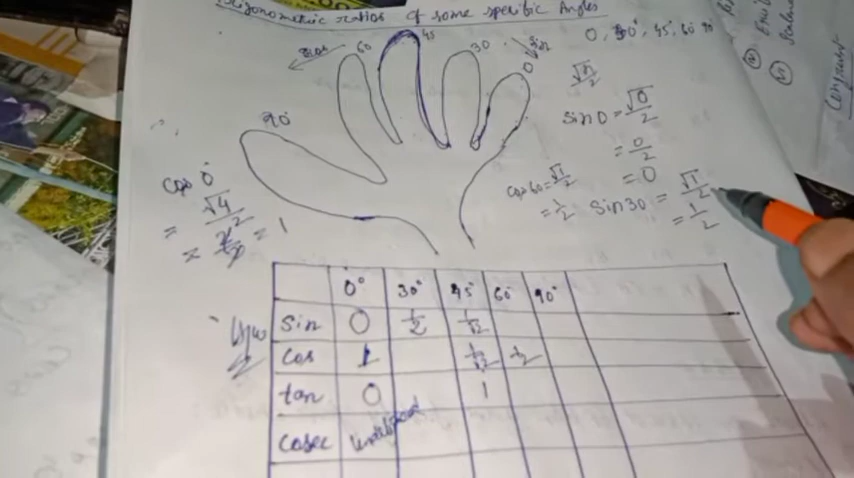 Trigonometric ratios of some specific Angles
0, 30°, 45°, 60° 90
cos 60 45 30 sin 0
90°
√n/2
sin 0 = √0/2
= 0/2
= 0
cos 0°
= √4/2
= 2/2 = 1
cos 60 = √1/2
= 1/2
sin 30 = √1/2
= 1/2
0° 30° 45° 60° 90°
sin 0 1/2 1/√2
cos 1 1/√2 1/2
tan 0 1
cosec undefined